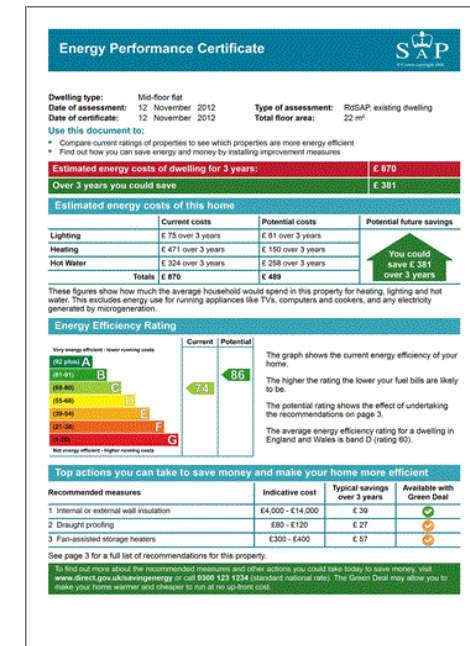 Energy Performance Certificate
SAP
© Crown copyright 2009
Dwelling type: Mid-floor flat
Date of assessment: 12 November 2012 Type of assessment: RdSAP, existing dwelling
Date of certificate: 12 November 2012 Total floor area: 22 m²
Use this document to:
• Compare current ratings of properties to see which properties are more energy efficient
• Find out how you can save energy and money by installing improvement measures
Estimated energy costs of dwelling for 3 years: £ 870
Over 3 years you could save £ 381
Estimated energy costs of this home
Current costs Potential costs Potential future savings
Lighting £ 75 over 3 years £ 81 over 3 years
Heating £ 471 over 3 years £ 150 over 3 years
Hot Water £ 324 over 3 years £ 258 over 3 years
Totals £ 870 £ 489
You could
save £ 381
over 3 years
These figures show how much the average household would spend in this property for heating, lighting and hot
water. This excludes energy use for running appliances like TVs, computers and cookers, and any electricity
generated by microgeneration.
Energy Efficiency Rating
Current Potential
Very energy efficient - lower running costs
(92 plus) A
(81-91) B
(69-80) C
(55-68) D
(39-54) E
(21-38) F
(1-20) G
Not energy efficient - higher running costs
74
86
The graph shows the current energy efficiency of your
home.
The higher the rating the lower your fuel bills are likely
to be.
The potential rating shows the effect of undertaking
the recommendations on page 3.
The average energy efficiency rating for a dwelling in
England and Wales is band D (rating 60).
Top actions you can take to save money and make your home more efficient
Recommended measures Indicative cost Typical savings
over 3 years Available with
Green Deal
1 Internal or external wall insulation £4,000 - £14,000 £ 39
2 Draught proofing £80 - £120 £ 27
3 Fan-assisted storage heaters £300 - £400 £ 57
See page 3 for a full list of recommendations for this property.
To find out more about the recommended measures and other actions you could take today to save money, visit
www.direct.gov.uk/savingenergy or call 0300 123 1234 (standard national rate). The Green Deal may allow you to
make your home warmer and cheaper to run at no up-front cost.